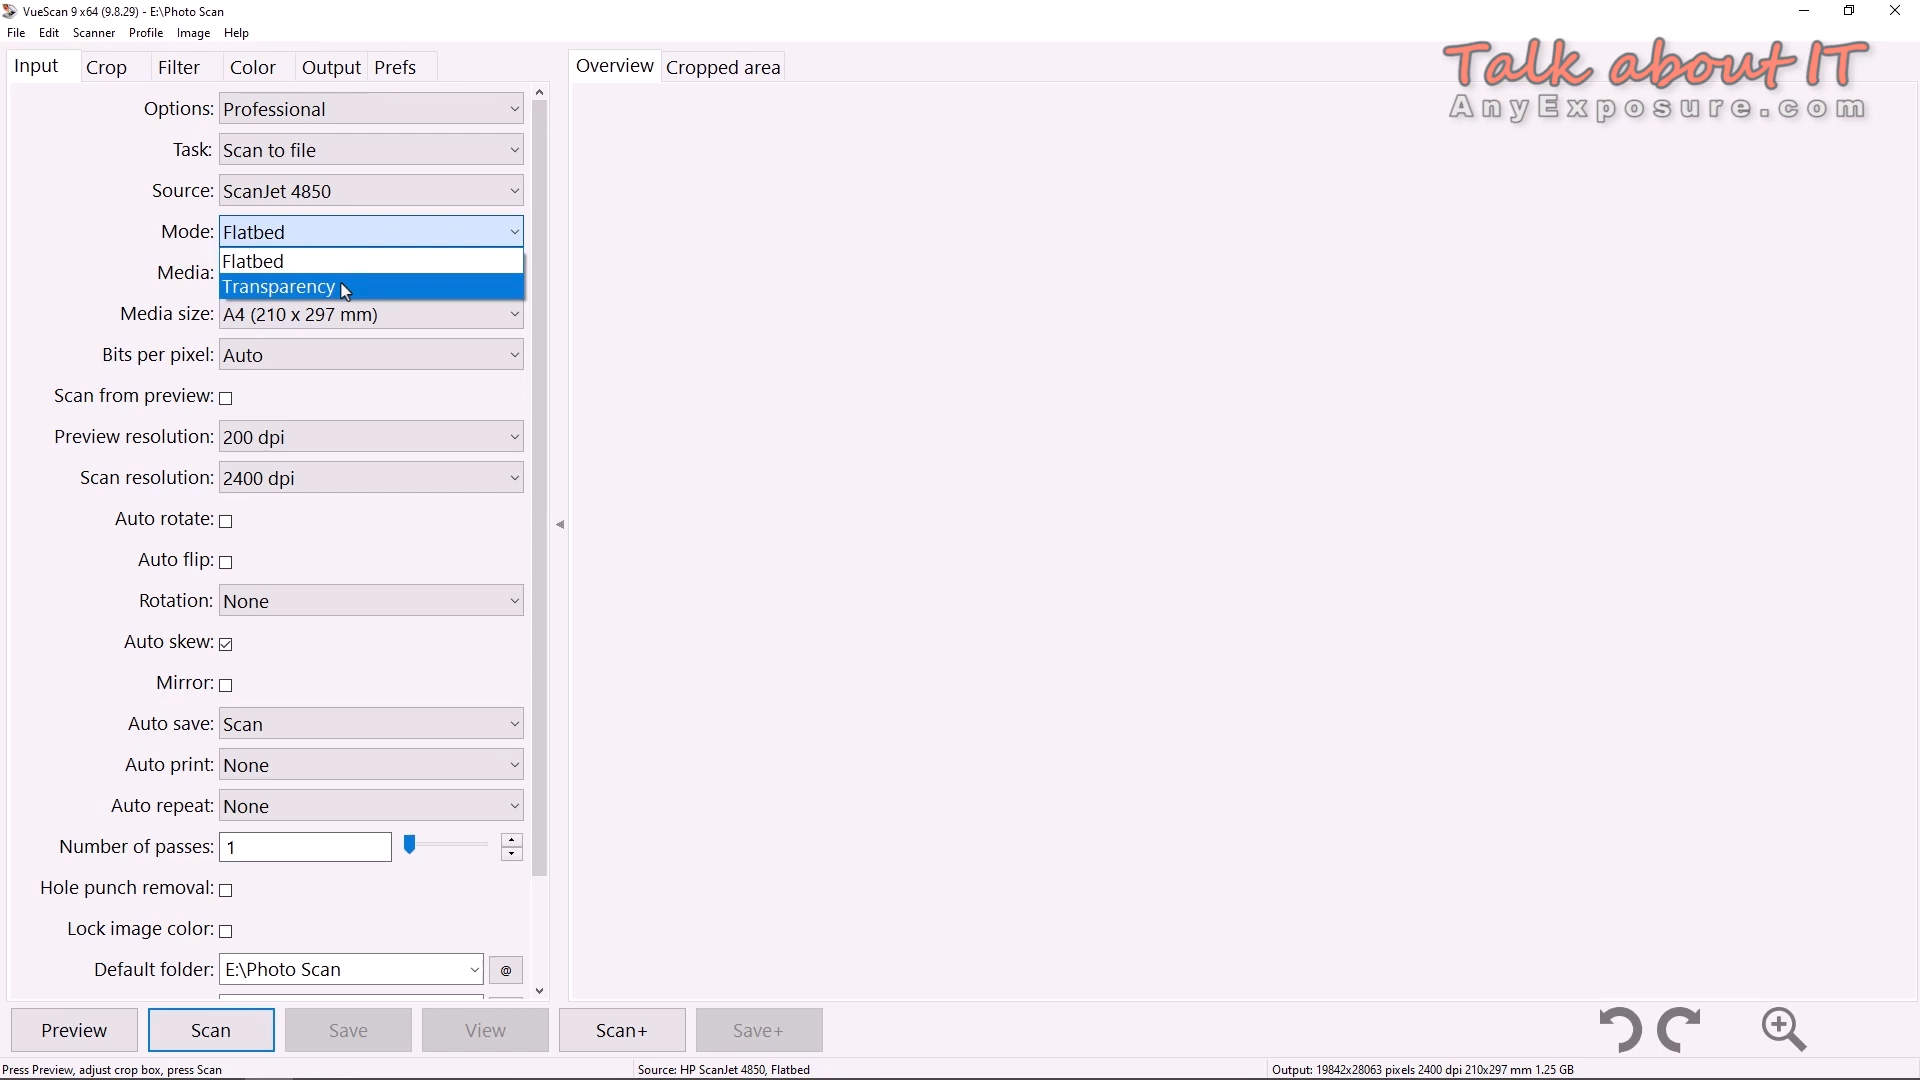 VueScan 9 x64 (9.8.29) - E:\Photo Scan
File Edit Scanner Profile Image Help
Talk about IT
AnyExposure.com
Input Crop Filter Color Output Prefs
Overview Cropped area
Options: Professional
Task: Scan to file
Source: ScanJet 4850
Mode: Flatbed
Flatbed
Media:
Transparency
Media size: A4 (210 x 297 mm)
Bits per pixel: Auto
Scan from preview:
Preview resolution: 200 dpi
Scan resolution: 2400 dpi
Auto rotate:
Auto flip:
Rotation: None
Auto skew:
Mirror:
Auto save: Scan
Auto print: None
Auto repeat: None
Number of passes: 1
Hole punch removal:
Lock image color:
Default folder: E:\Photo Scan @
Preview Scan Save View Scan+ Save+
Press Preview, adjust crop box, press Scan
Source: HP ScanJet 4850, Flatbed
Output: 19842x28063 pixels 2400 dpi 210x297 mm 1.25 GB